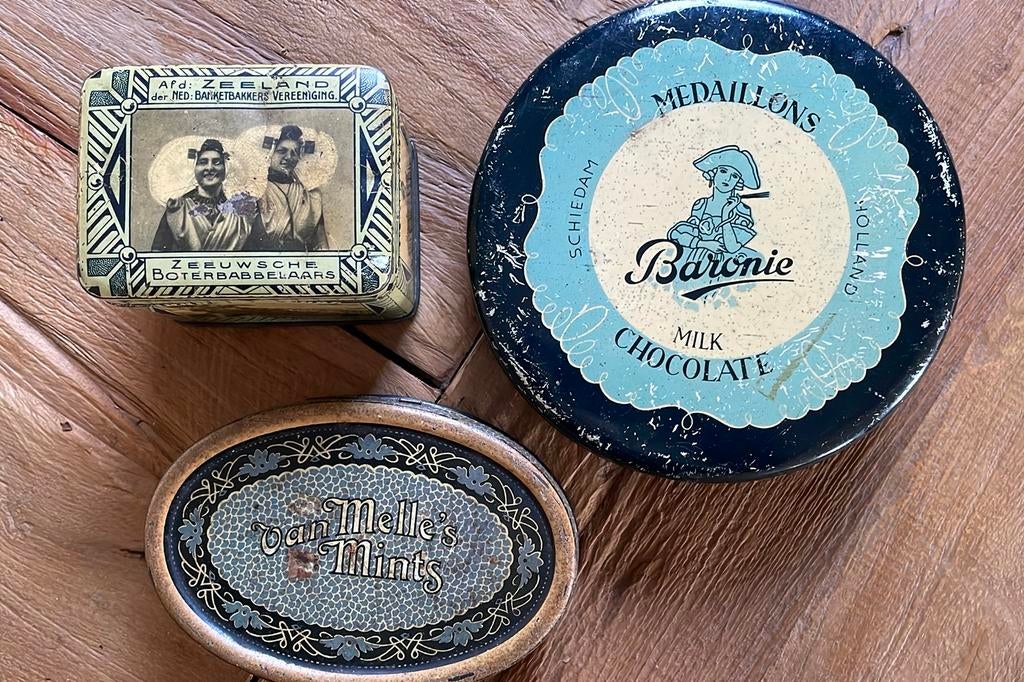 Afd: ZEELAND
der NED: BANKETBAKKERS VEREENIGING.
ZEEUWSCHE
BOTERBABBELAARS
MEDAILLONS
SCHIEDAM
HOLLAND
Baronie
MILK
CHOCOLATE
van Melle's
Mints